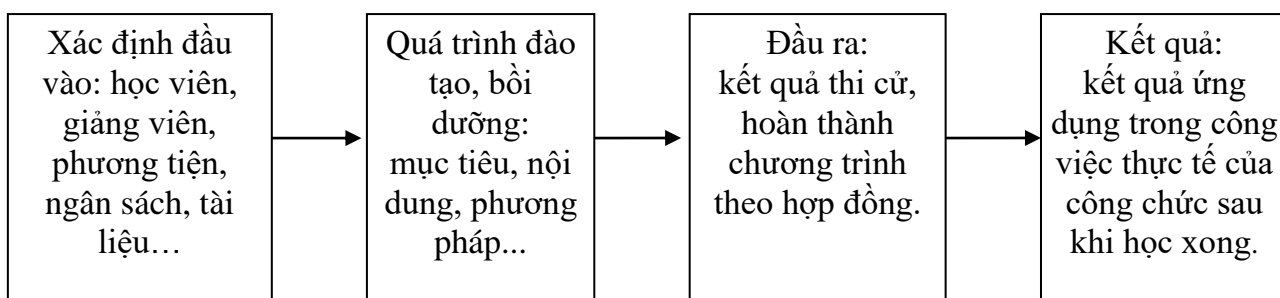 Xác định đầu
vào: học viên,
giảng viên,
phương tiện,
ngân sách, tài
liệu…
Quá trình đào
tạo, bồi
dưỡng:
mục tiêu, nội
dung, phương
pháp...
Đầu ra:
kết quả thi cử,
hoàn thành
chương trình
theo hợp đồng.
Kết quả:
kết quả ứng
dụng trong công
việc thực tế của
công chức sau
khi học xong.